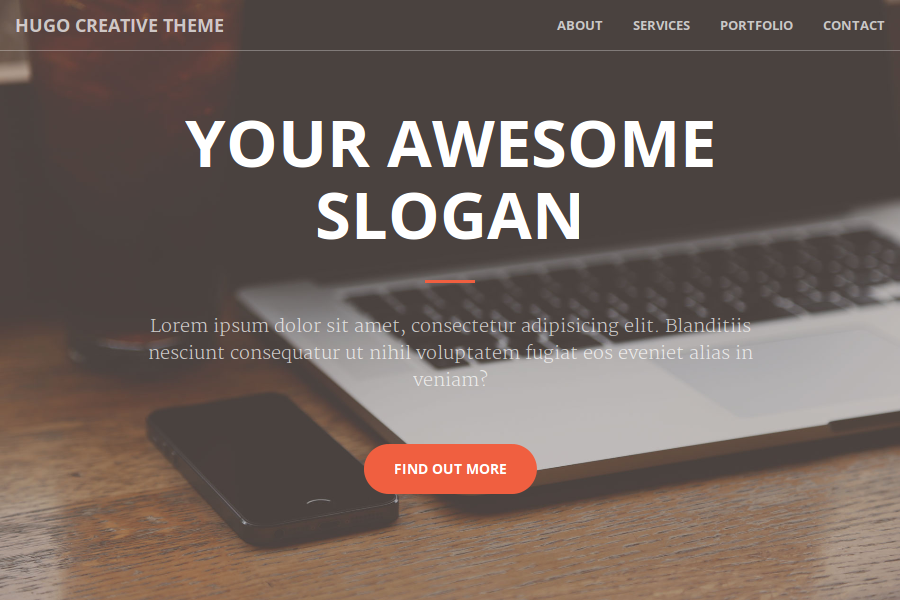 HUGO CREATIVE THEME
ABOUT SERVICES PORTFOLIO CONTACT
YOUR AWESOME
SLOGAN
Lorem ipsum dolor sit amet, consectetur adipisicing elit. Blanditiis
nesciunt consequatur ut nihil voluptatem fugiat eos eveniet alias in
veniam?
FIND OUT MORE